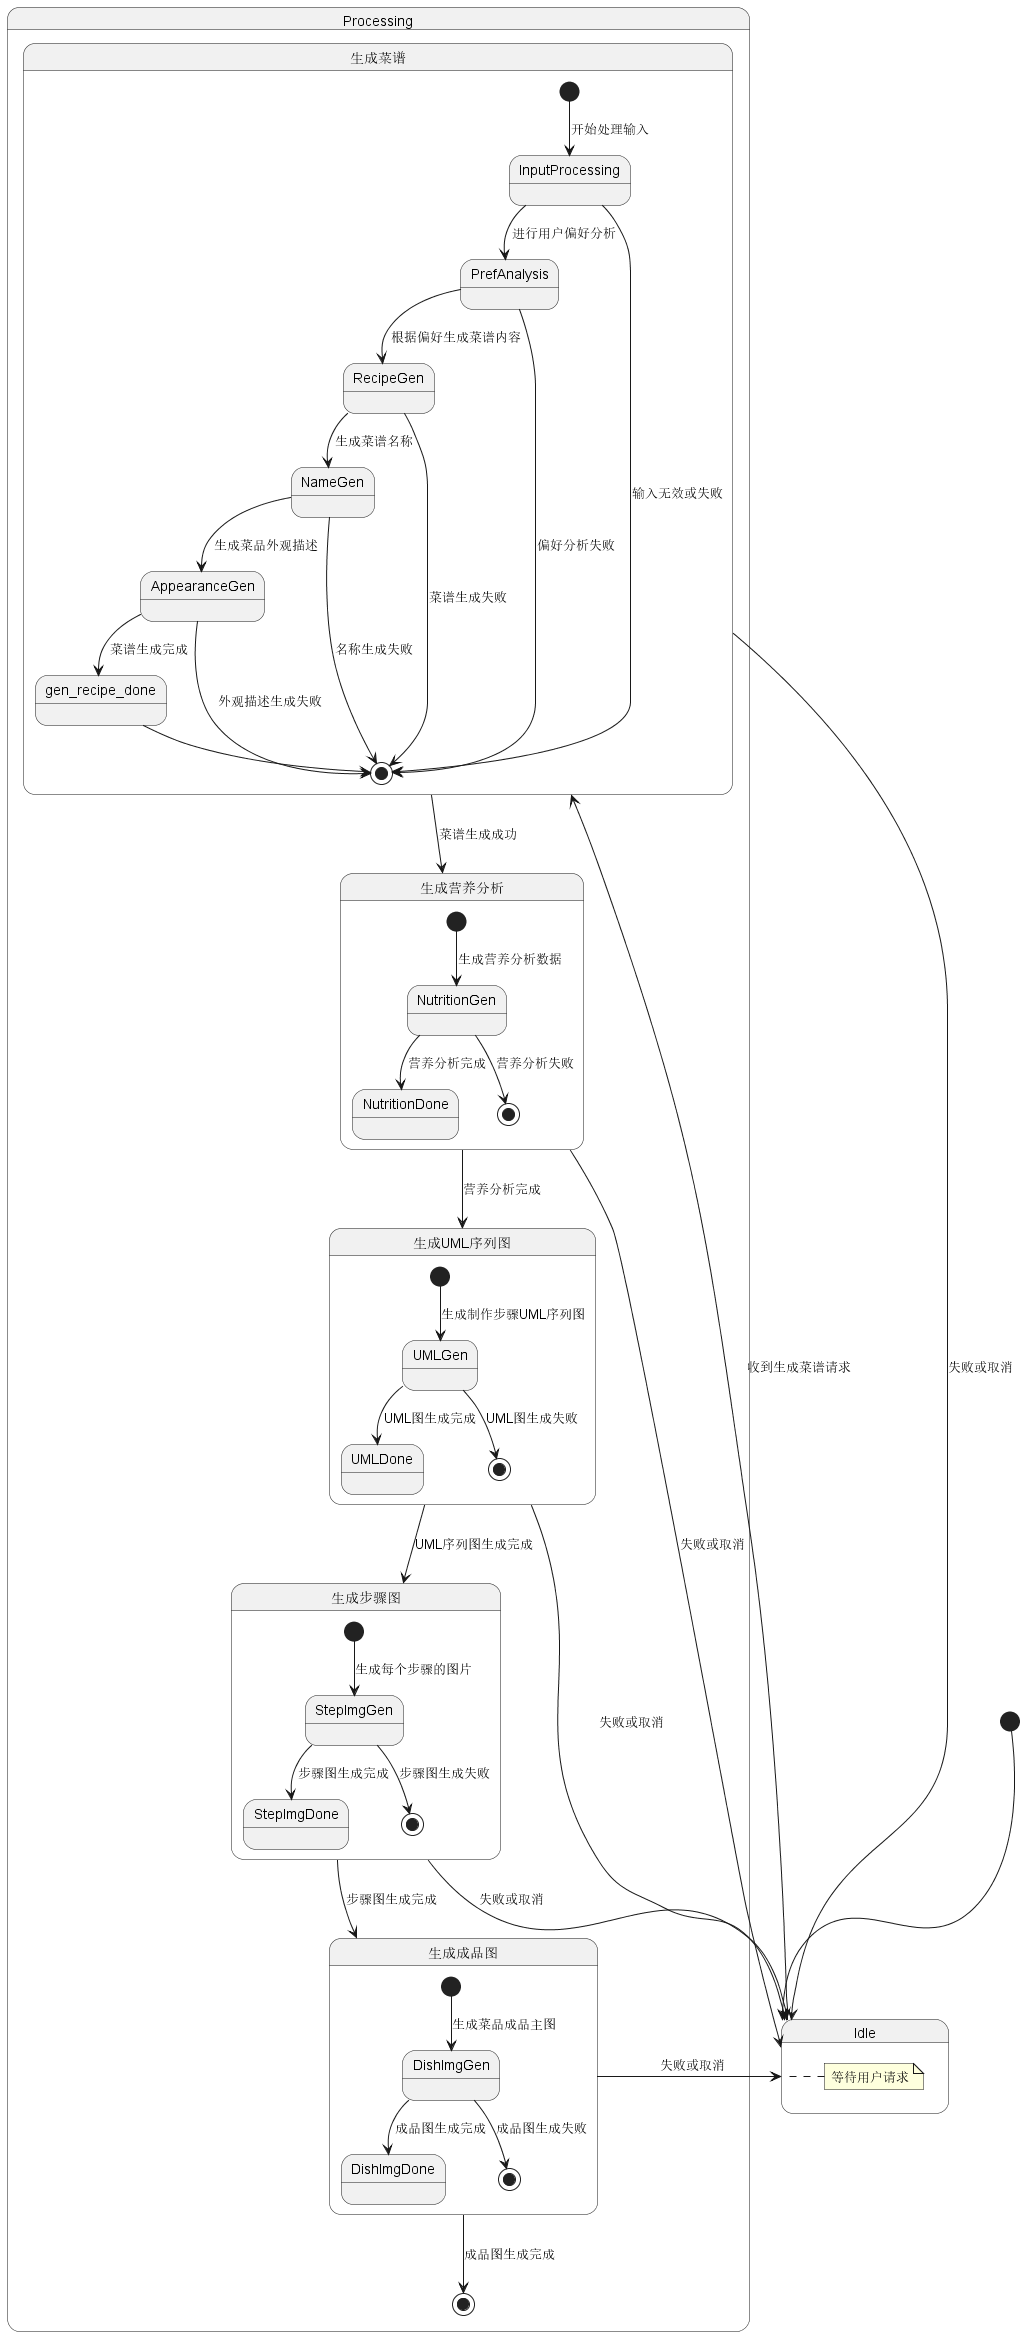 Processing
生成菜谱
开始处理输入
InputProcessing
进行用户偏好分析
PrefAnalysis
根据偏好生成菜谱内容
RecipeGen
生成菜谱名称
NameGen
输入无效或失败
生成菜品外观描述
偏好分析失败
AppearanceGen
菜谱生成失败
菜谱生成完成
名称生成失败
gen_recipe_done
外观描述生成失败
菜谱生成成功
生成营养分析
生成营养分析数据
NutritionGen
营养分析完成
营养分析失败
NutritionDone
营养分析完成
生成UML序列图
生成制作步骤UML序列图
UMLGen
收到生成菜谱请求
失败或取消
UML图生成完成
UML图生成失败
UMLDone
UML序列图生成完成
失败或取消
生成步骤图
生成每个步骤的图片
StepImgGen
失败或取消
步骤图生成完成
步骤图生成失败
StepImgDone
步骤图生成完成
失败或取消
生成成品图
生成菜品成品主图
Idle
DishImgGen
失败或取消
等待用户请求
成品图生成完成
成品图生成失败
DishImgDone
成品图生成完成